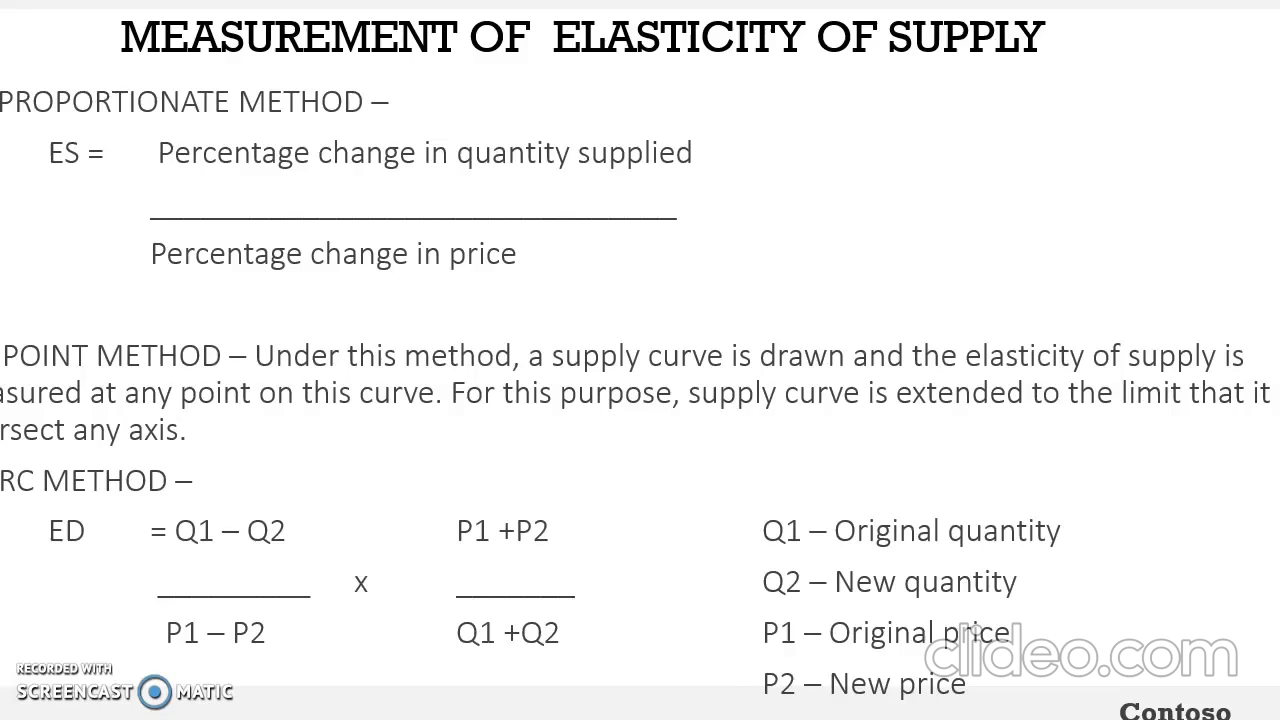 MEASUREMENT OF ELASTICITY OF SUPPLY
PROPORTIONATE METHOD –
ES = Percentage change in quantity supplied
Percentage change in price
POINT METHOD – Under this method, a supply curve is drawn and the elasticity of supply is
asured at any point on this curve. For this purpose, supply curve is extended to the limit that it
rsect any axis.
RC METHOD –
ED = Q1 – Q2 P1 +P2 Q1 – Original quantity
x Q2 – New quantity
P1 – P2 Q1 +Q2 P1 – Original price
P2 – New price
clideo.com
RECORDED WITH
SCREENCAST MATIC
Contoso